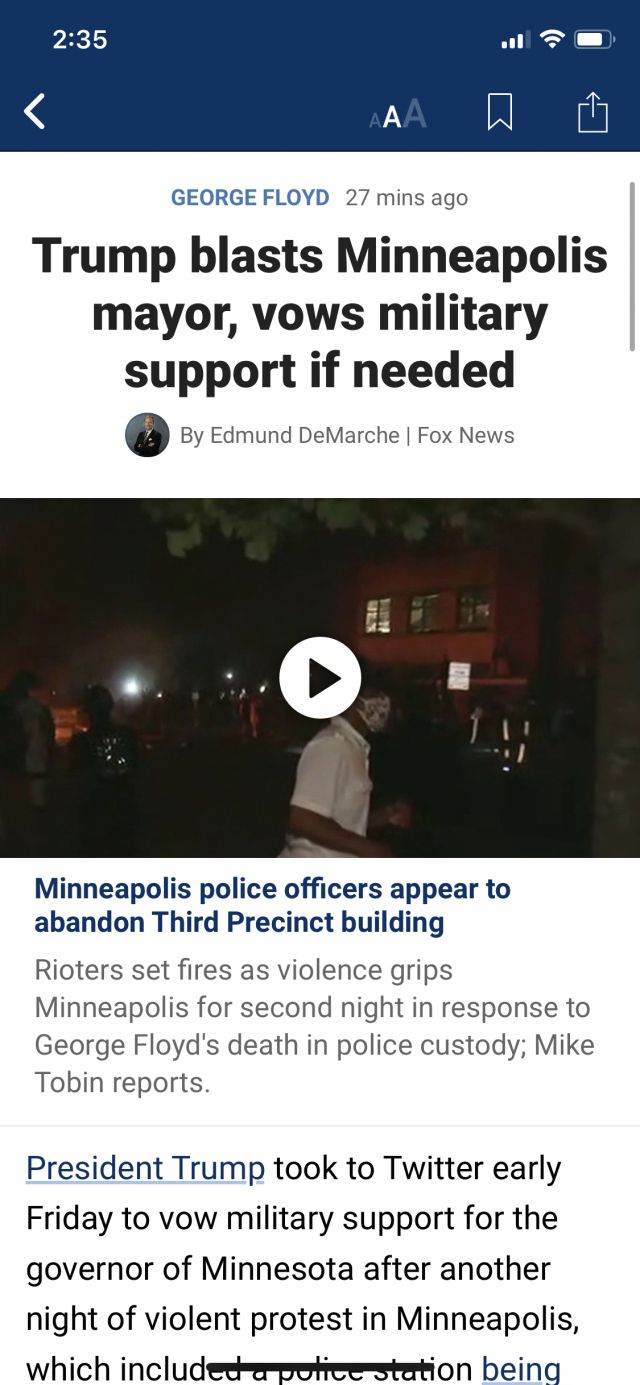 2:35
AAA
GEORGE FLOYD 27 mins ago
Trump blasts Minneapolis
mayor, vows military
support if needed
By Edmund DeMarche | Fox News
Minneapolis police officers appear to
abandon Third Precinct building
Rioters set fires as violence grips
Minneapolis for second night in response to
George Floyd's death in police custody; Mike
Tobin reports.
President Trump took to Twitter early
Friday to vow military support for the
governor of Minnesota after another
night of violent protest in Minneapolis,
which included a police station being